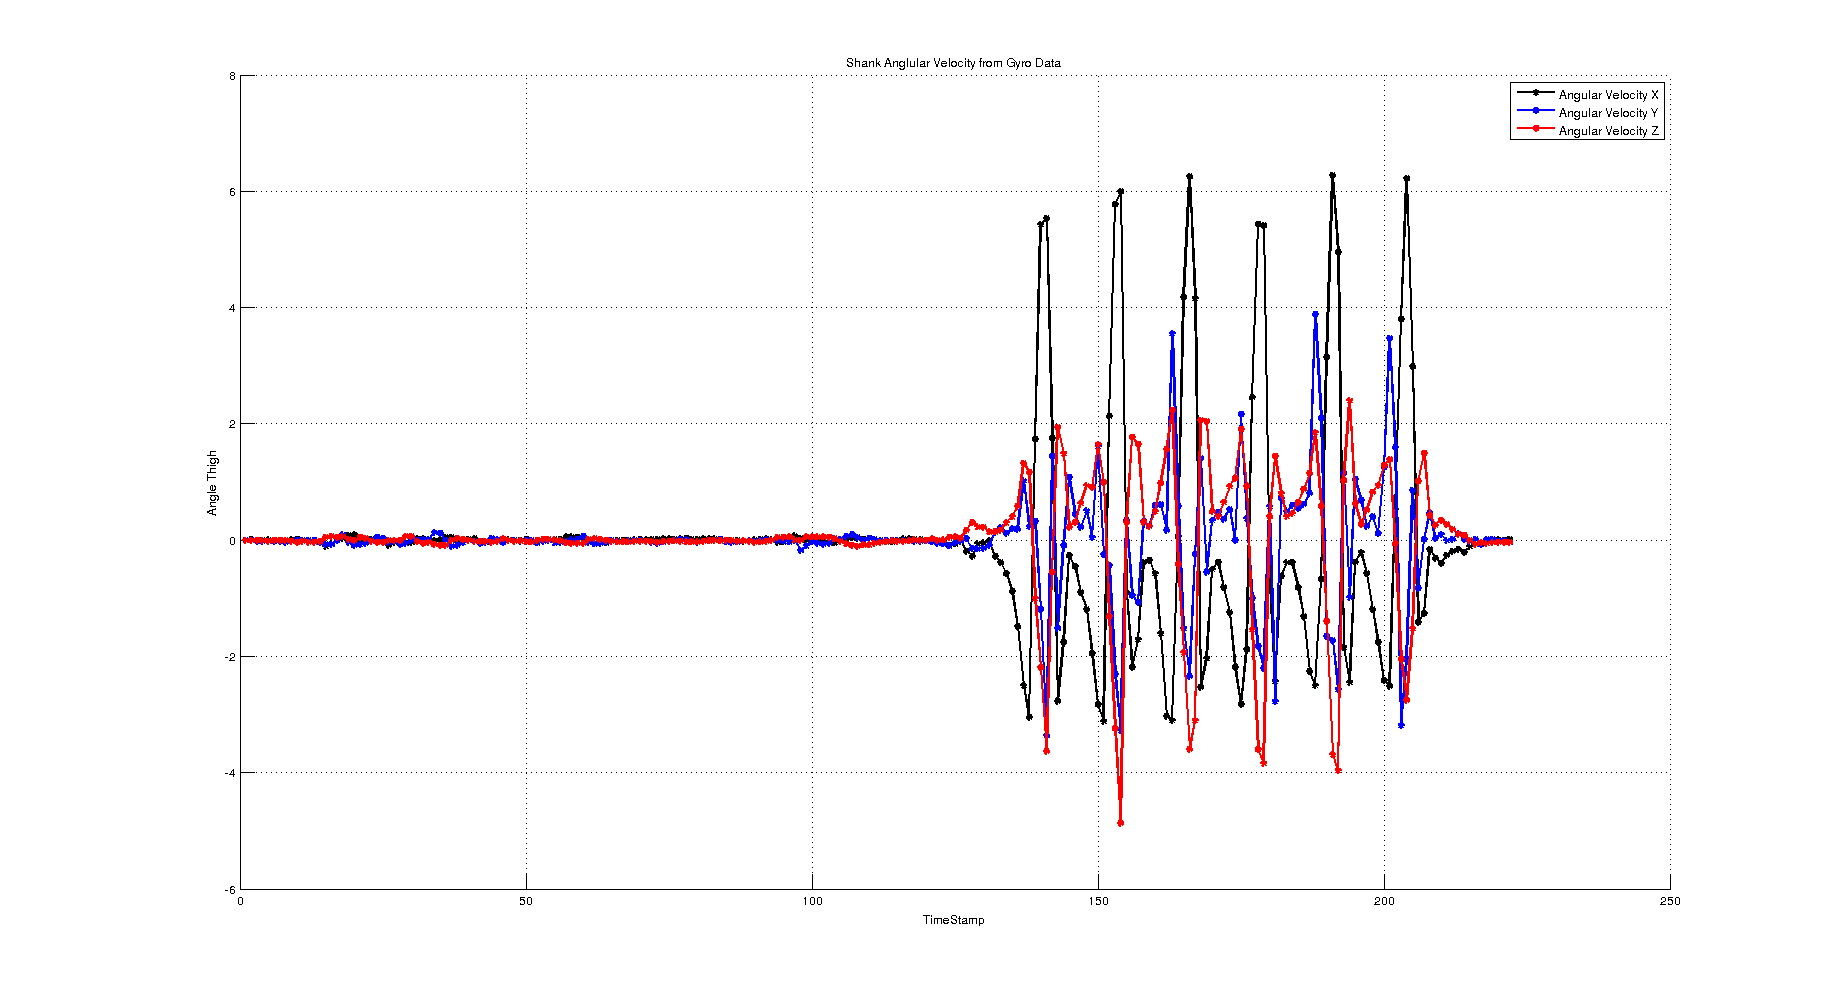 Shank Anglular Velocity from Gyro Data
8
Angular Velocity X
Angular Velocity Y
Angular Velocity Z
6
4
2
Angle Thigh
0
-2
-4
-6
0 50 100 150 200 250
TimeStamp